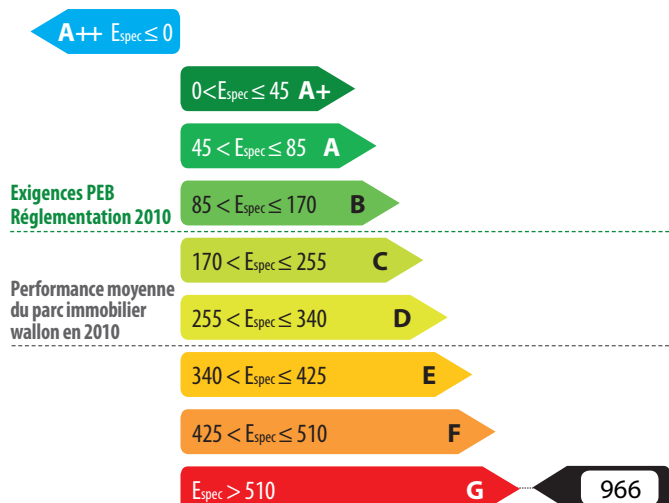 A++ Espec ≤ 0
0<Espec ≤ 45 A+
45 < Espec ≤ 85 A
Exigences PEB
Réglementation 2010
85 < Espec ≤ 170 B
170 < Espec ≤ 255 C
Performance moyenne
du parc immobilier
wallon en 2010
255 < Espec ≤ 340 D
340 < Espec ≤ 425 E
425 < Espec ≤ 510 F
Espec > 510 G 966